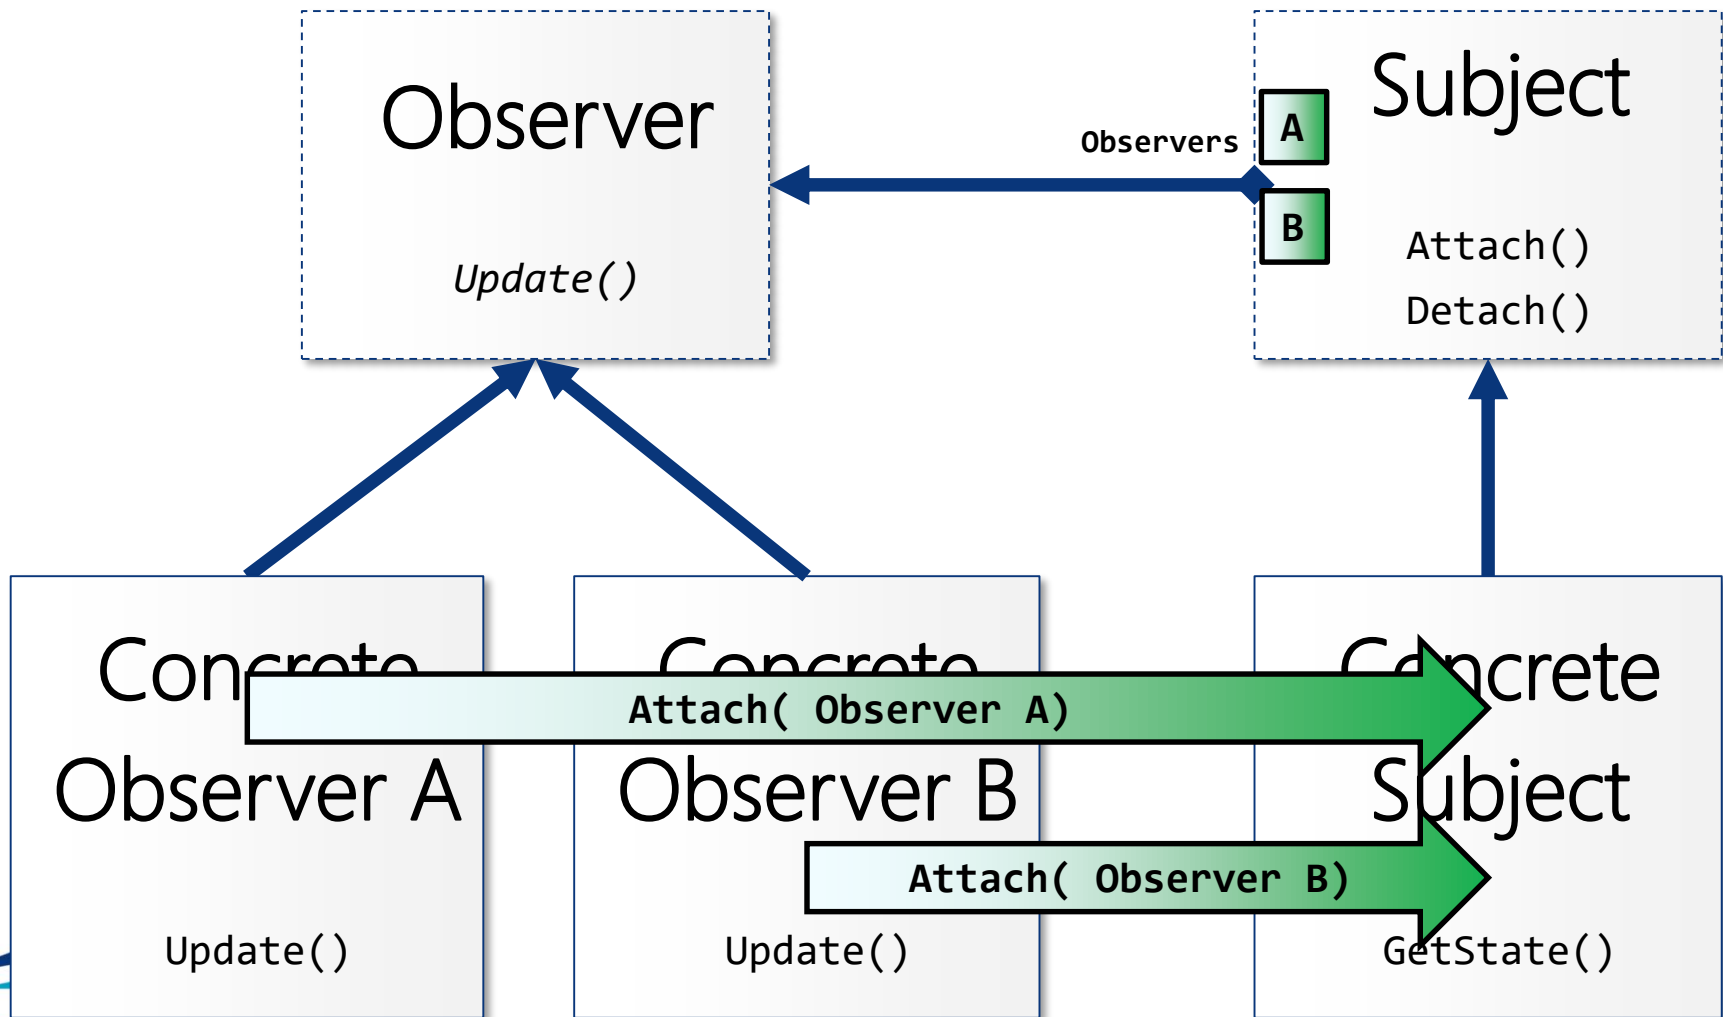 Observer
Update()
Observers
A
B
Subject
Attach()
Detach()
Concrete
Observer A
Update()
Concrete
Observer B
Update()
Concrete
Subject
GetState()
Attach( Observer A)
Attach( Observer B)